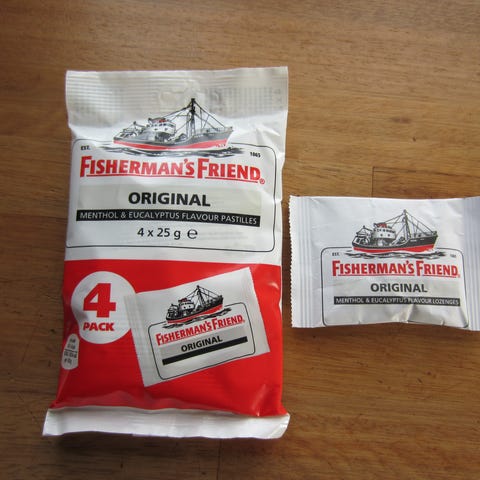 EST. 1865
FISHERMAN'S FRIEND®
ORIGINAL
MENTHOL & EUCALYPTUS FLAVOUR PASTILLES
4 x 25 g ℮
4
PACK
FISHERMAN'S FRIEND
ORIGINAL
EST.
FISHERMAN'S FRIEND
ORIGINAL
MENTHOL & EUCALYPTUS FLAVOUR LOZENGES